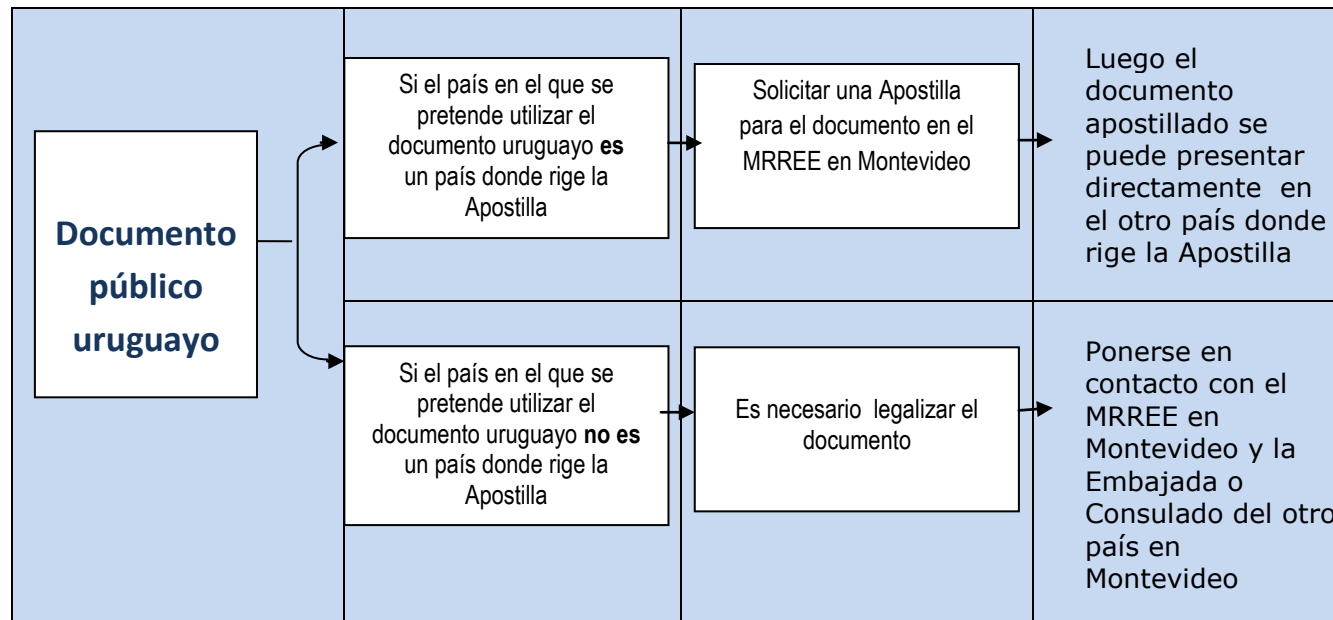 Documento
público
uruguayo
Si el país en el que se
pretende utilizar el
documento uruguayo es
un país donde rige la
Apostilla
Solicitar una Apostilla
para el documento en el
MRREE en Montevideo
Luego el
documento
apostillado se
puede presentar
directamente en
el otro país donde
rige la Apostilla
Si el país en el que se
pretende utilizar el
documento uruguayo no es
un país donde rige la
Apostilla
Es necesario legalizar el
documento
Ponerse en
contacto con el
MRREE en
Montevideo y la
Embajada o
Consulado del otro
país en
Montevideo